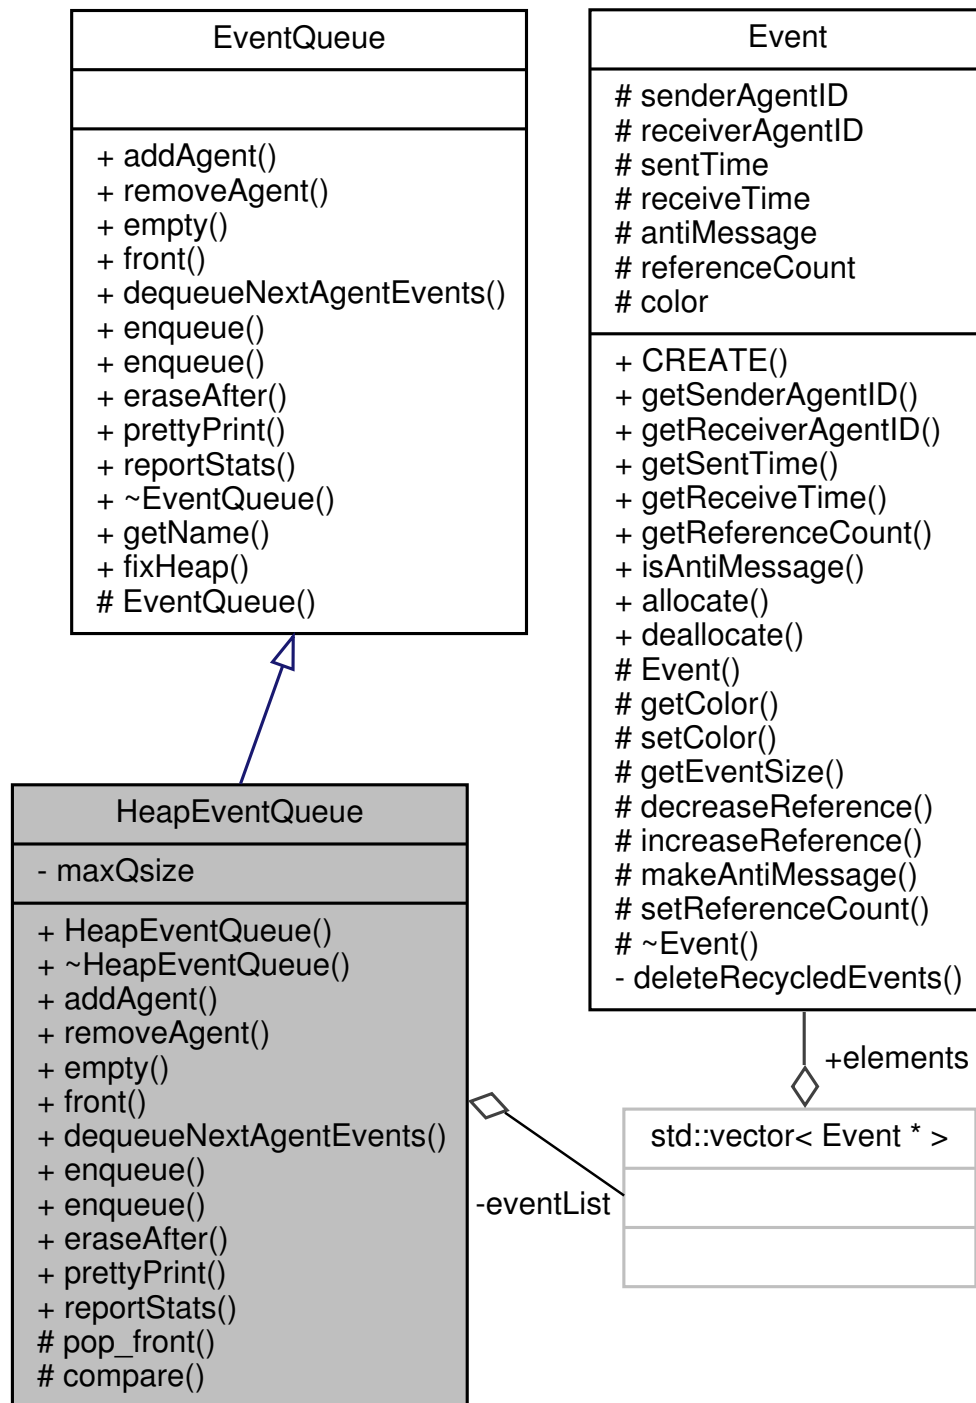 EventQueue
+ addAgent()
+ removeAgent()
+ empty()
+ front()
+ dequeueNextAgentEvents()
+ enqueue()
+ enqueue()
+ eraseAfter()
+ prettyPrint()
+ reportStats()
+ ~EventQueue()
+ getName()
+ fixHeap()
# EventQueue()
Event
# senderAgentID
# receiverAgentID
# sentTime
# receiveTime
# antiMessage
# referenceCount
# color
+ CREATE()
+ getSenderAgentID()
+ getReceiverAgentID()
+ getSentTime()
+ getReceiveTime()
+ getReferenceCount()
+ isAntiMessage()
+ allocate()
+ deallocate()
# Event()
# getColor()
# setColor()
# getEventSize()
# decreaseReference()
# increaseReference()
# makeAntiMessage()
# setReferenceCount()
# ~Event()
- deleteRecycledEvents()
HeapEventQueue
- maxQsize
+ HeapEventQueue()
+ ~HeapEventQueue()
+ addAgent()
+ removeAgent()
+ empty()
+ front()
+ dequeueNextAgentEvents()
+ enqueue()
+ enqueue()
+ eraseAfter()
+ prettyPrint()
+ reportStats()
# pop_front()
# compare()
+elements
std::vector< Event * >
-eventList